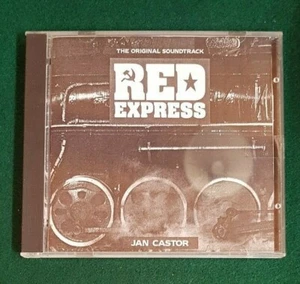 THE ORIGINAL SOUNDTRACK
RED
EXPRESS
JAN CASTOR